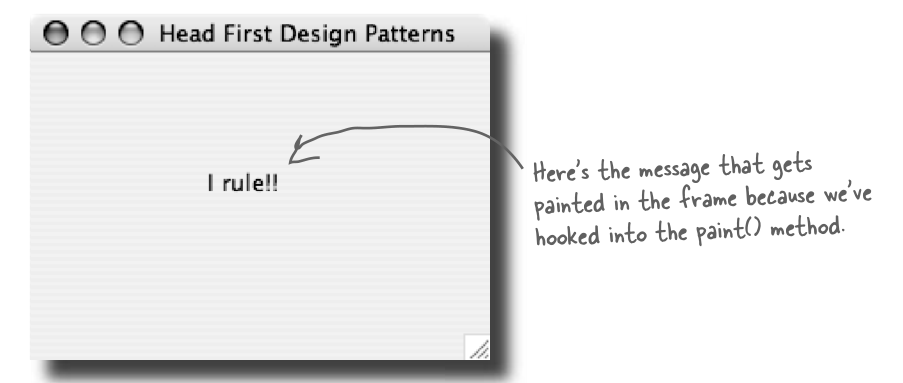 Head First Design Patterns
I rule!!
Here's the message that gets
painted in the frame because we've
hooked into the paint() method.